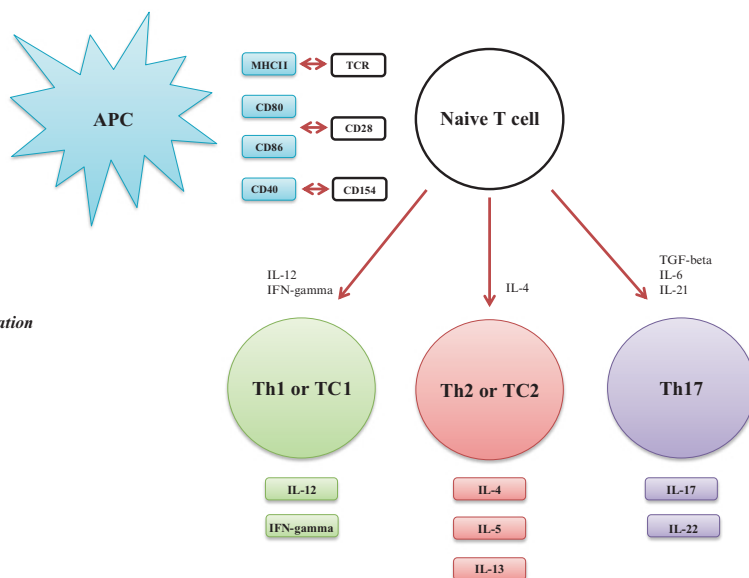 APC
MHCII
TCR
CD80
CD28
CD86
CD40
CD154
Naive T cell
IL-12
IFN-gamma
IL-4
TGF-beta
IL-6
IL-21
ation
Th1 or TC1
Th2 or TC2
Th17
IL-12
IFN-gamma
IL-4
IL-5
IL-13
IL-17
IL-22